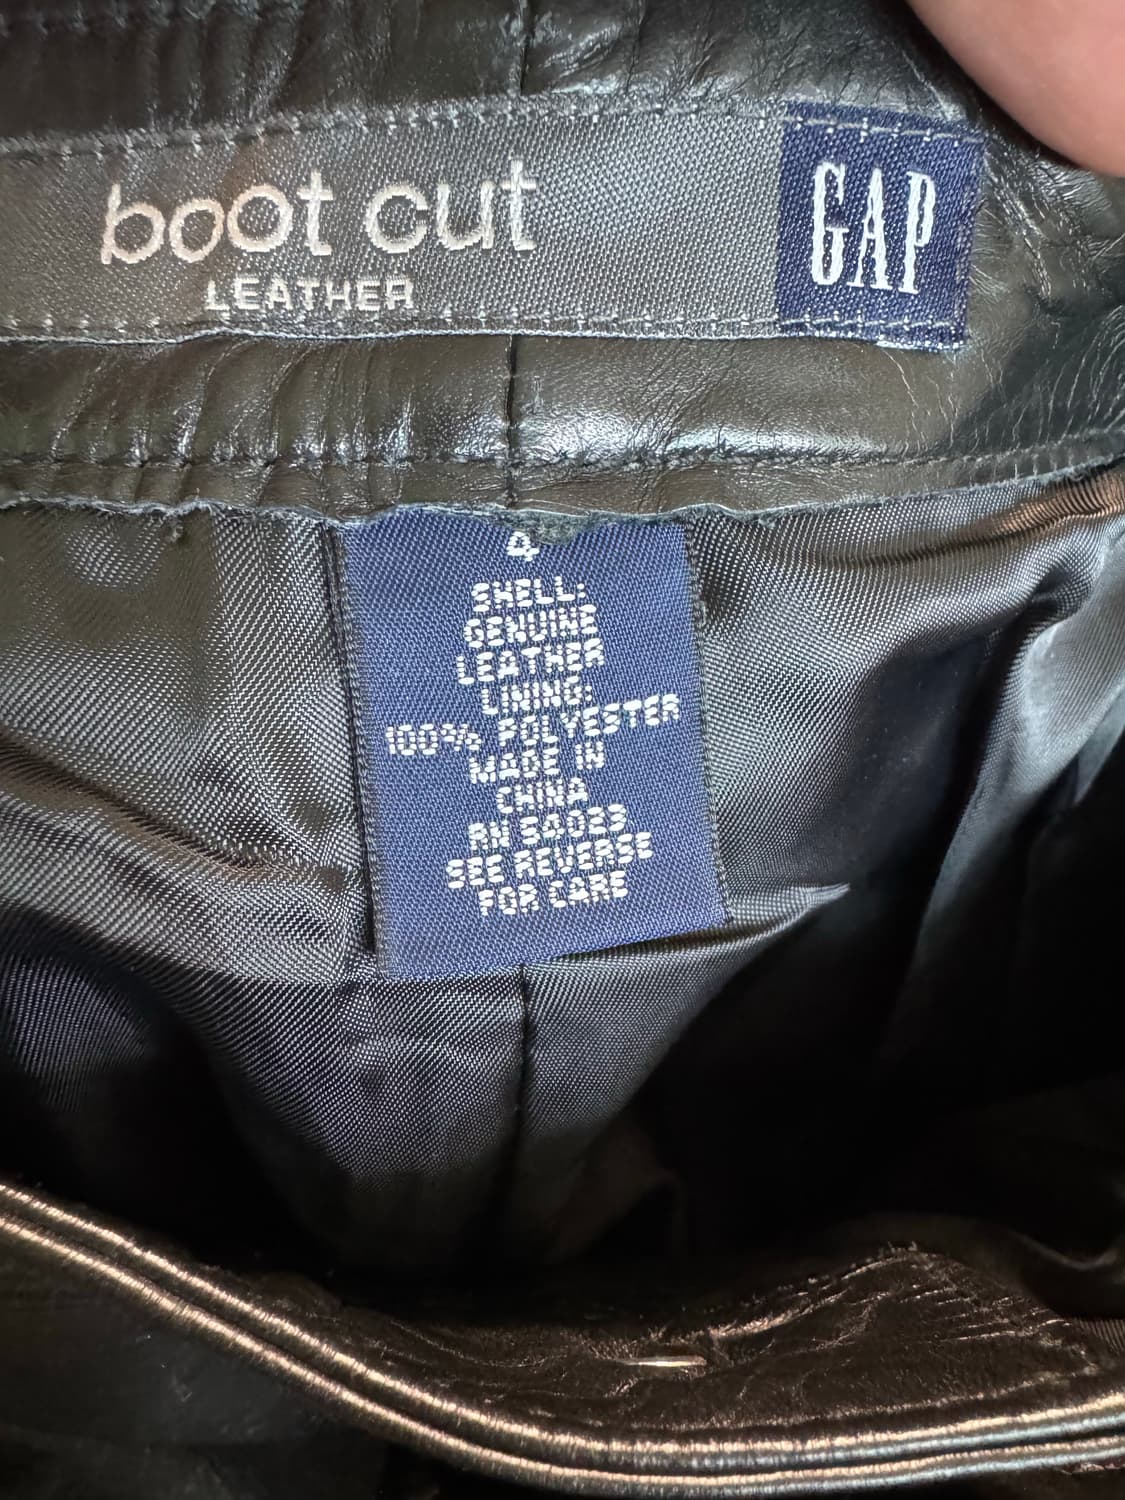 boot cut
LEATHER
GAP
4
SHELL:
GENUINE
LEATHER
LINING:
100% POLYESTER
MADE IN
CHINA
RN 54023
SEE REVERSE
FOR CARE